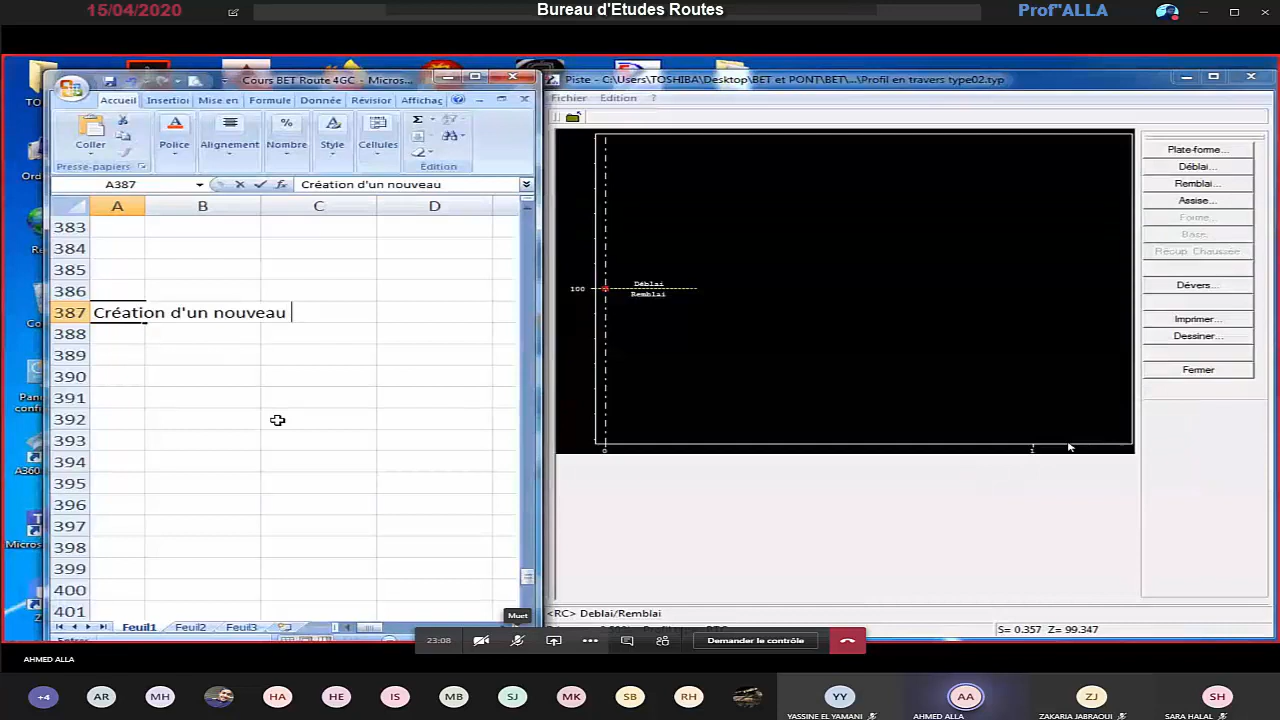 15/04/2020
Bureau d'Etudes Routes
Prof"ALLA
Cours BET Route 4GC - Micros...
Piste - C:\Users\TOSHIBA\Desktop\BET et PONT\BET\...\Profil en travers type02.typ
Accueil Insertion Mise en Formule Donnée Révisior Affichag
Fichier Edition ?
Coller Police Alignement Nombre Style Cellules
Presse-papiers Édition
A387 Création d'un nouveau
A B C D
383
384
385
386
387 Création d'un nouveau
388
389
390
391
392
393
394
395
396
397
398
399
400
401
Feuil1 Feuil2 Feuil3
Muet
Déblai
100
Remblai
0 1
Plate-forme...
Déblai...
Remblai...
Assise...
Forme...
Base...
Récup Chaussée
Dévers...
Imprimer...
Dessiner...
Fermer
<RC> Deblai/Remblai
S= 0.357 Z= 99.347
23:08 Demander le contrôle
AHMED ALLA
+4 AR MH HA HE IS MB SJ MK SB RH YY AA ZJ SH
YASSINE EL YAMANI AHMED ALLA ZAKARIA JABRAOUI SARA HALAL
A360
Micros